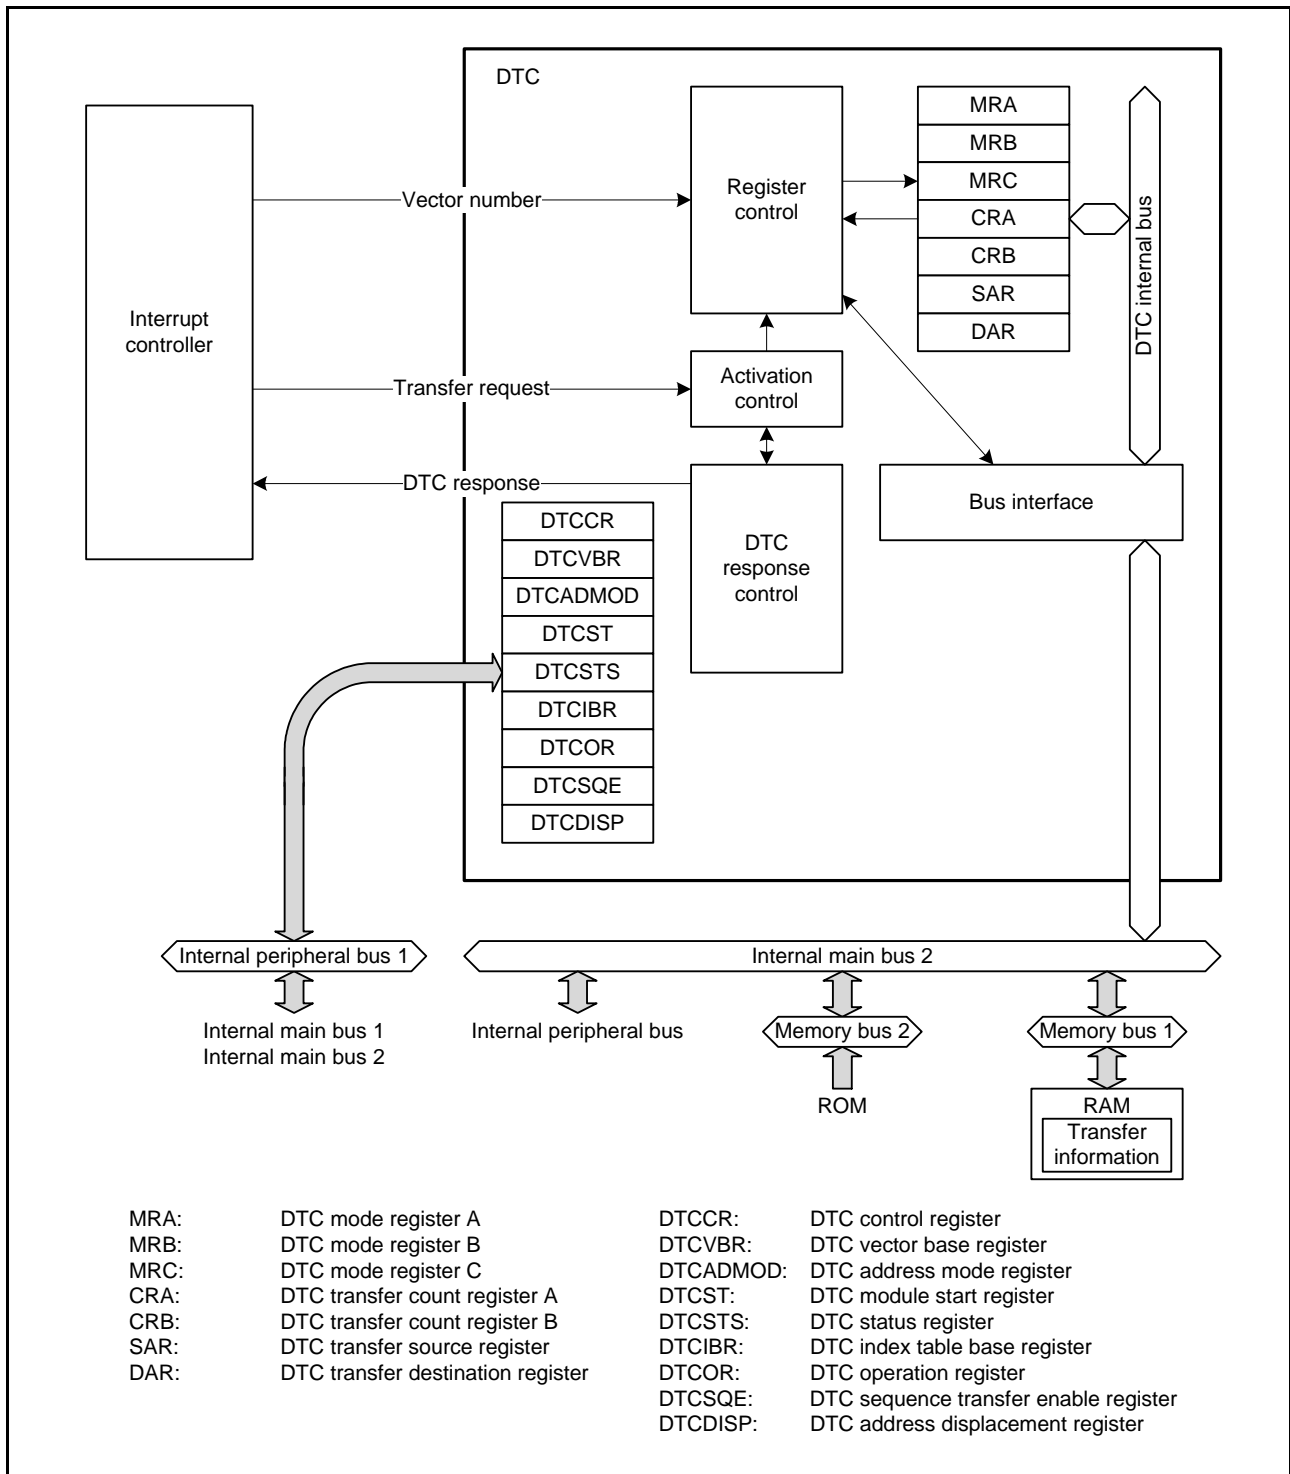 DTC
Interrupt
controller
Vector number
Transfer request
DTC response
Register
control
Activation
control
DTC
response
control
MRA
MRB
MRC
CRA
CRB
SAR
DAR
DTC internal bus
Bus interface
DTCCR
DTCVBR
DTCADMOD
DTCST
DTCSTS
DTCIBR
DTCOR
DTCSQE
DTCDISP
Internal peripheral bus 1
Internal main bus 2
Internal main bus 1
Internal main bus 2
Internal peripheral bus
Memory bus 2
Memory bus 1
ROM
RAM
Transfer
information
MRA: DTC mode register A
MRB: DTC mode register B
MRC: DTC mode register C
CRA: DTC transfer count register A
CRB: DTC transfer count register B
SAR: DTC transfer source register
DAR: DTC transfer destination register
DTCCR: DTC control register
DTCVBR: DTC vector base register
DTCADMOD: DTC address mode register
DTCST: DTC module start register
DTCSTS: DTC status register
DTCIBR: DTC index table base register
DTCOR: DTC operation register
DTCSQE: DTC sequence transfer enable register
DTCDISP: DTC address displacement register